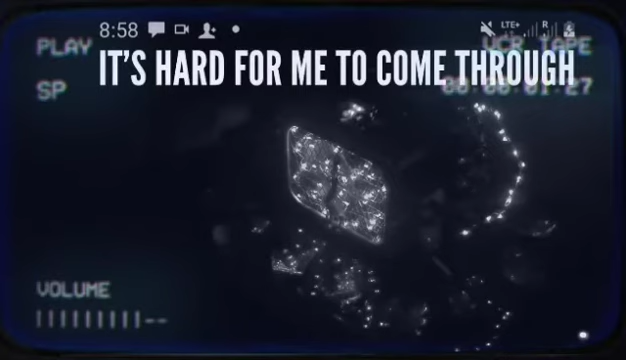 8:58 LTE+ R
PLAY VCR TAPE
IT'S HARD FOR ME TO COME THROUGH
SP 00:00:01:27
VOLUME